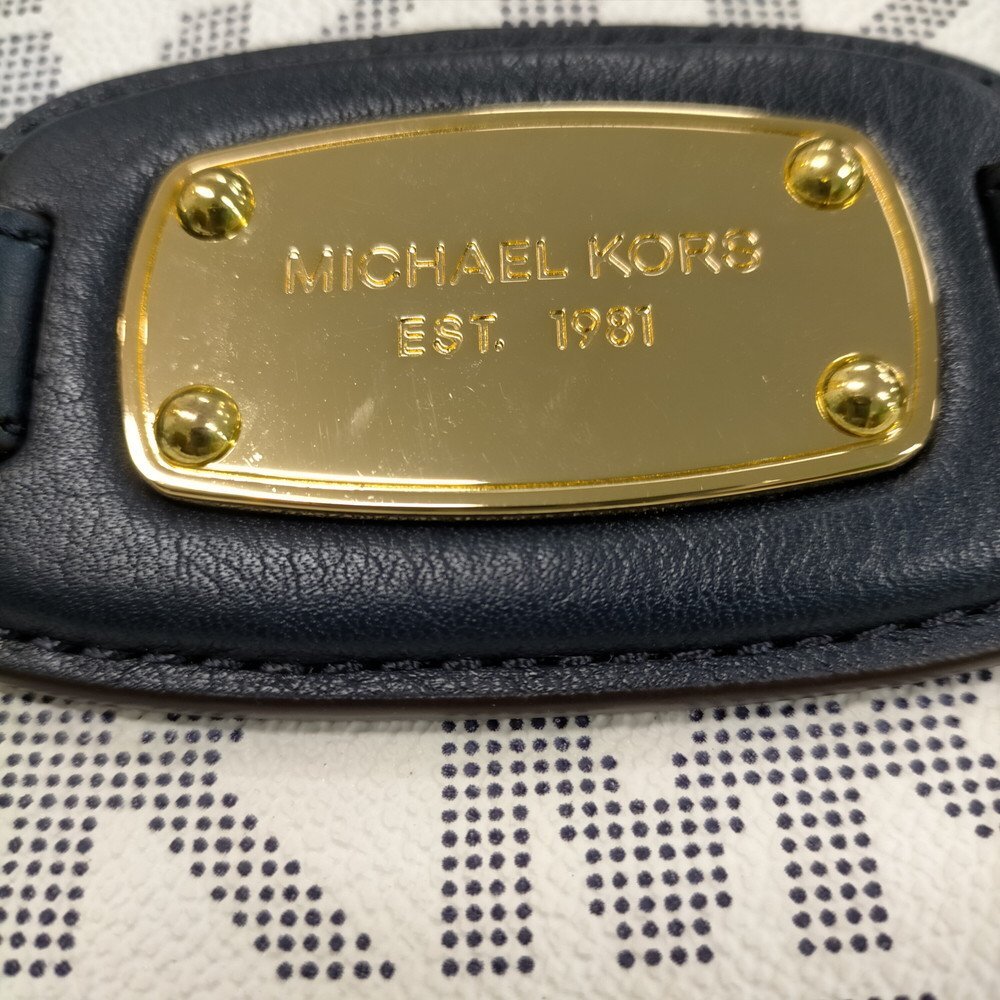 MICHAEL KORS
EST. 1981